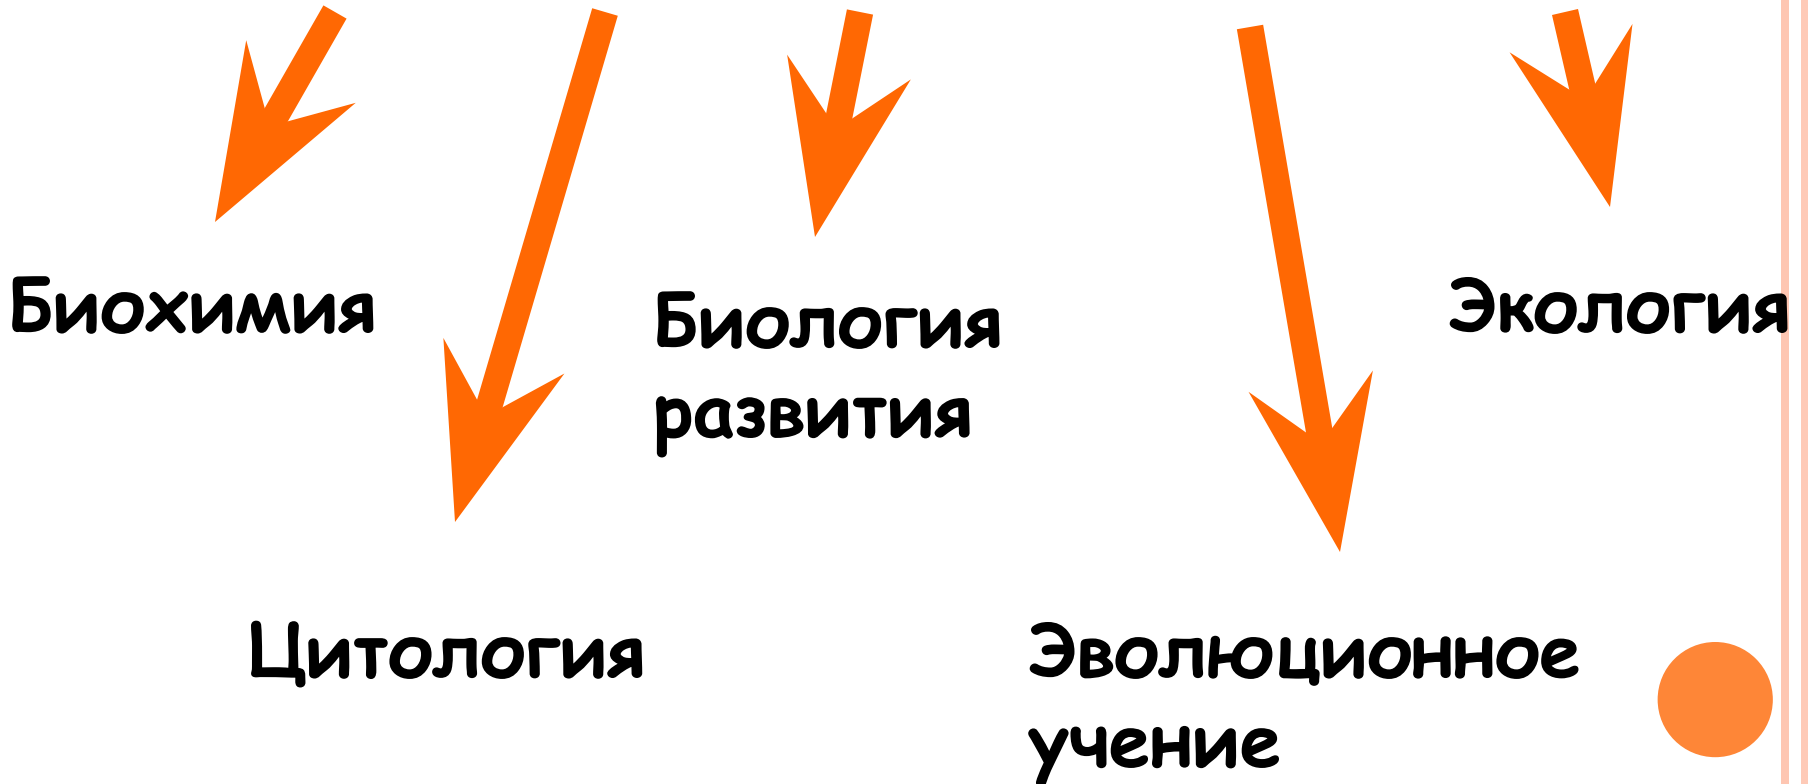 Биохимия
Биология
развития
Экология
Цитология
Эволюционное
учение